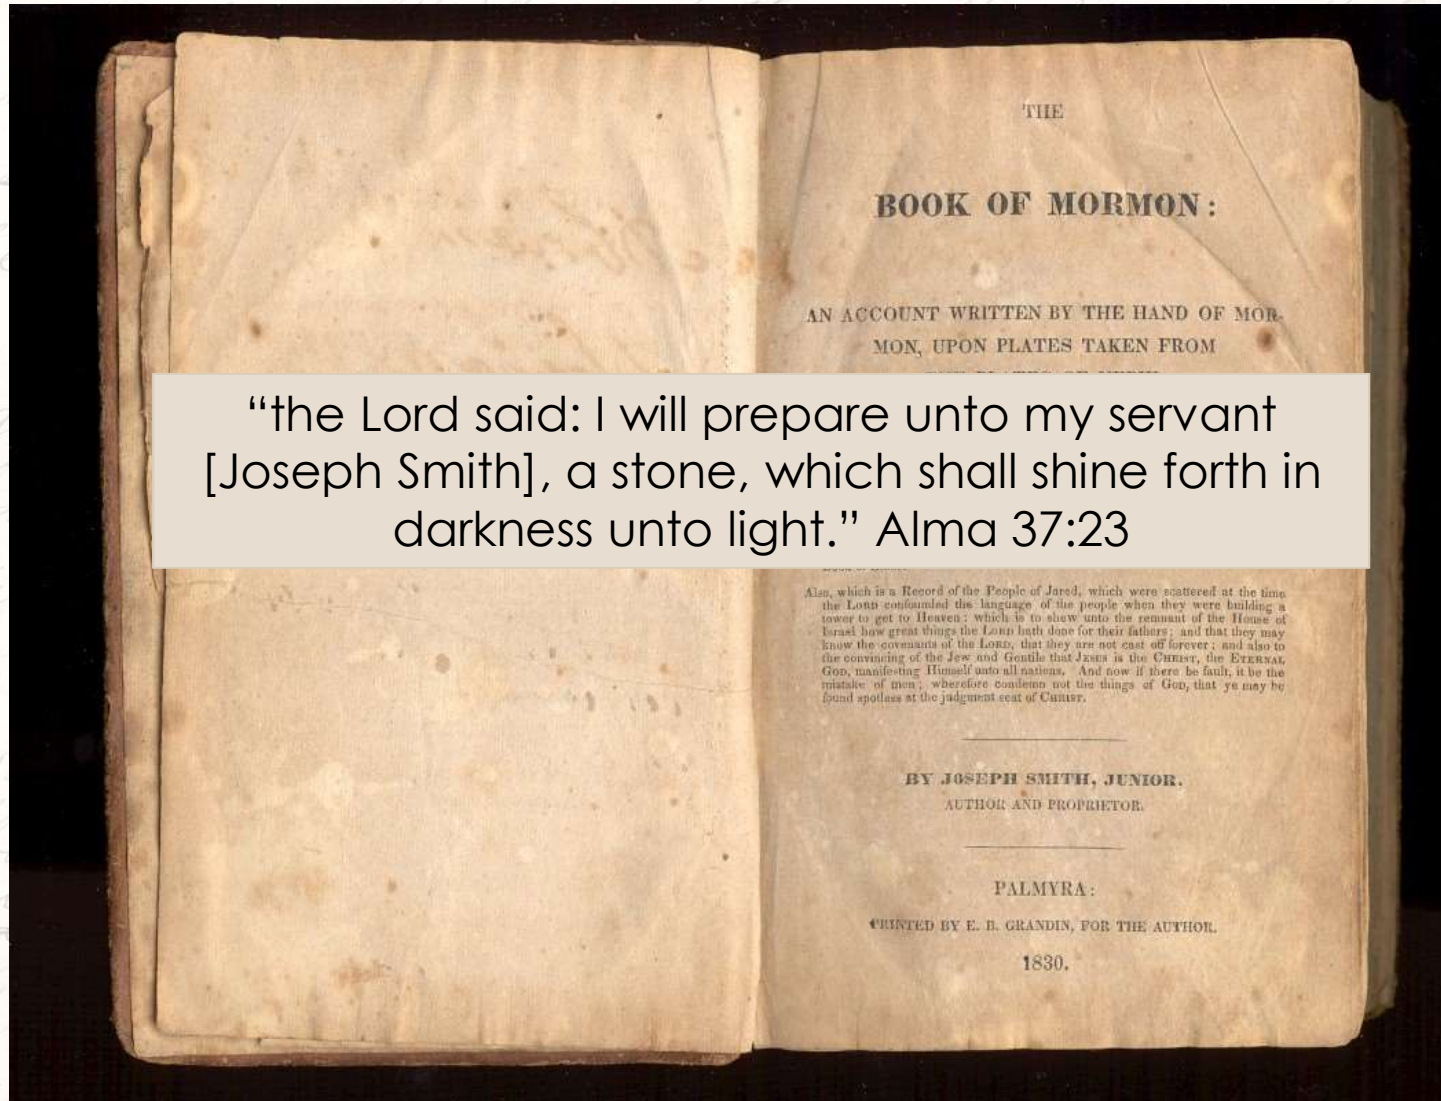 THE
BOOK OF MORMON:
AN ACCOUNT WRITTEN BY THE HAND OF MOR-
MON, UPON PLATES TAKEN FROM
“the Lord said: I will prepare unto my servant
[Joseph Smith], a stone, which shall shine forth in
darkness unto light.” Alma 37:23
Also, which is a Record of the People of Jared, which were scattered at the time
the LORD confounded the language of the people when they were building a
tower to get to Heaven: which is to shew unto the remnant of the House of
Israel how great things the LORD hath done for their fathers; and that they may
know the covenants of the LORD, that they are not cast off forever; and also to
the convincing of the Jew and Gentile that JESUS is the CHRIST, the ETERNAL
GOD, manifesting Himself unto all nations. And now if there be fault, it be the
mistake of men; wherefore condemn not the things of GOD, that ye may be
found spotless at the judgment seat of CHRIST.
BY JOSEPH SMITH, JUNIOR,
AUTHOR AND PROPRIETOR.
PALMYRA:
PRINTED BY E. B. GRANDIN, FOR THE AUTHOR.
1830.